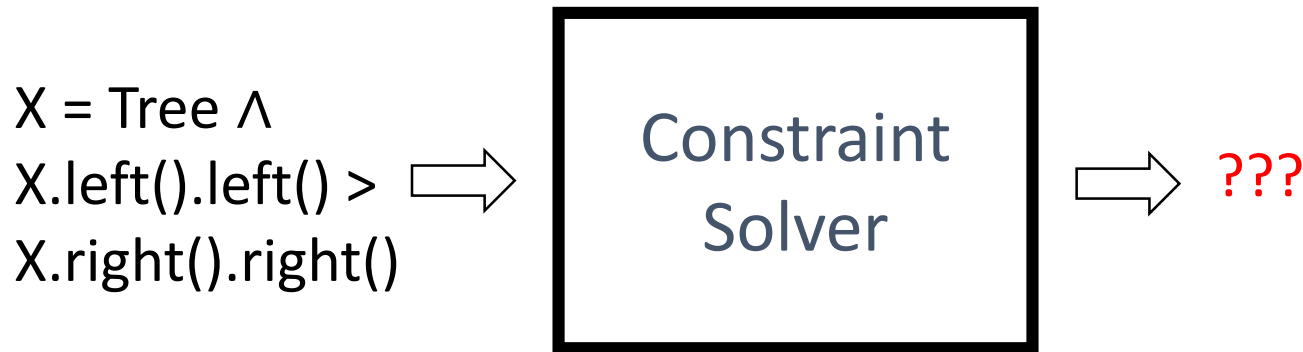 X = Tree ∧
X.left().left() >
X.right().right()
Constraint
Solver
???